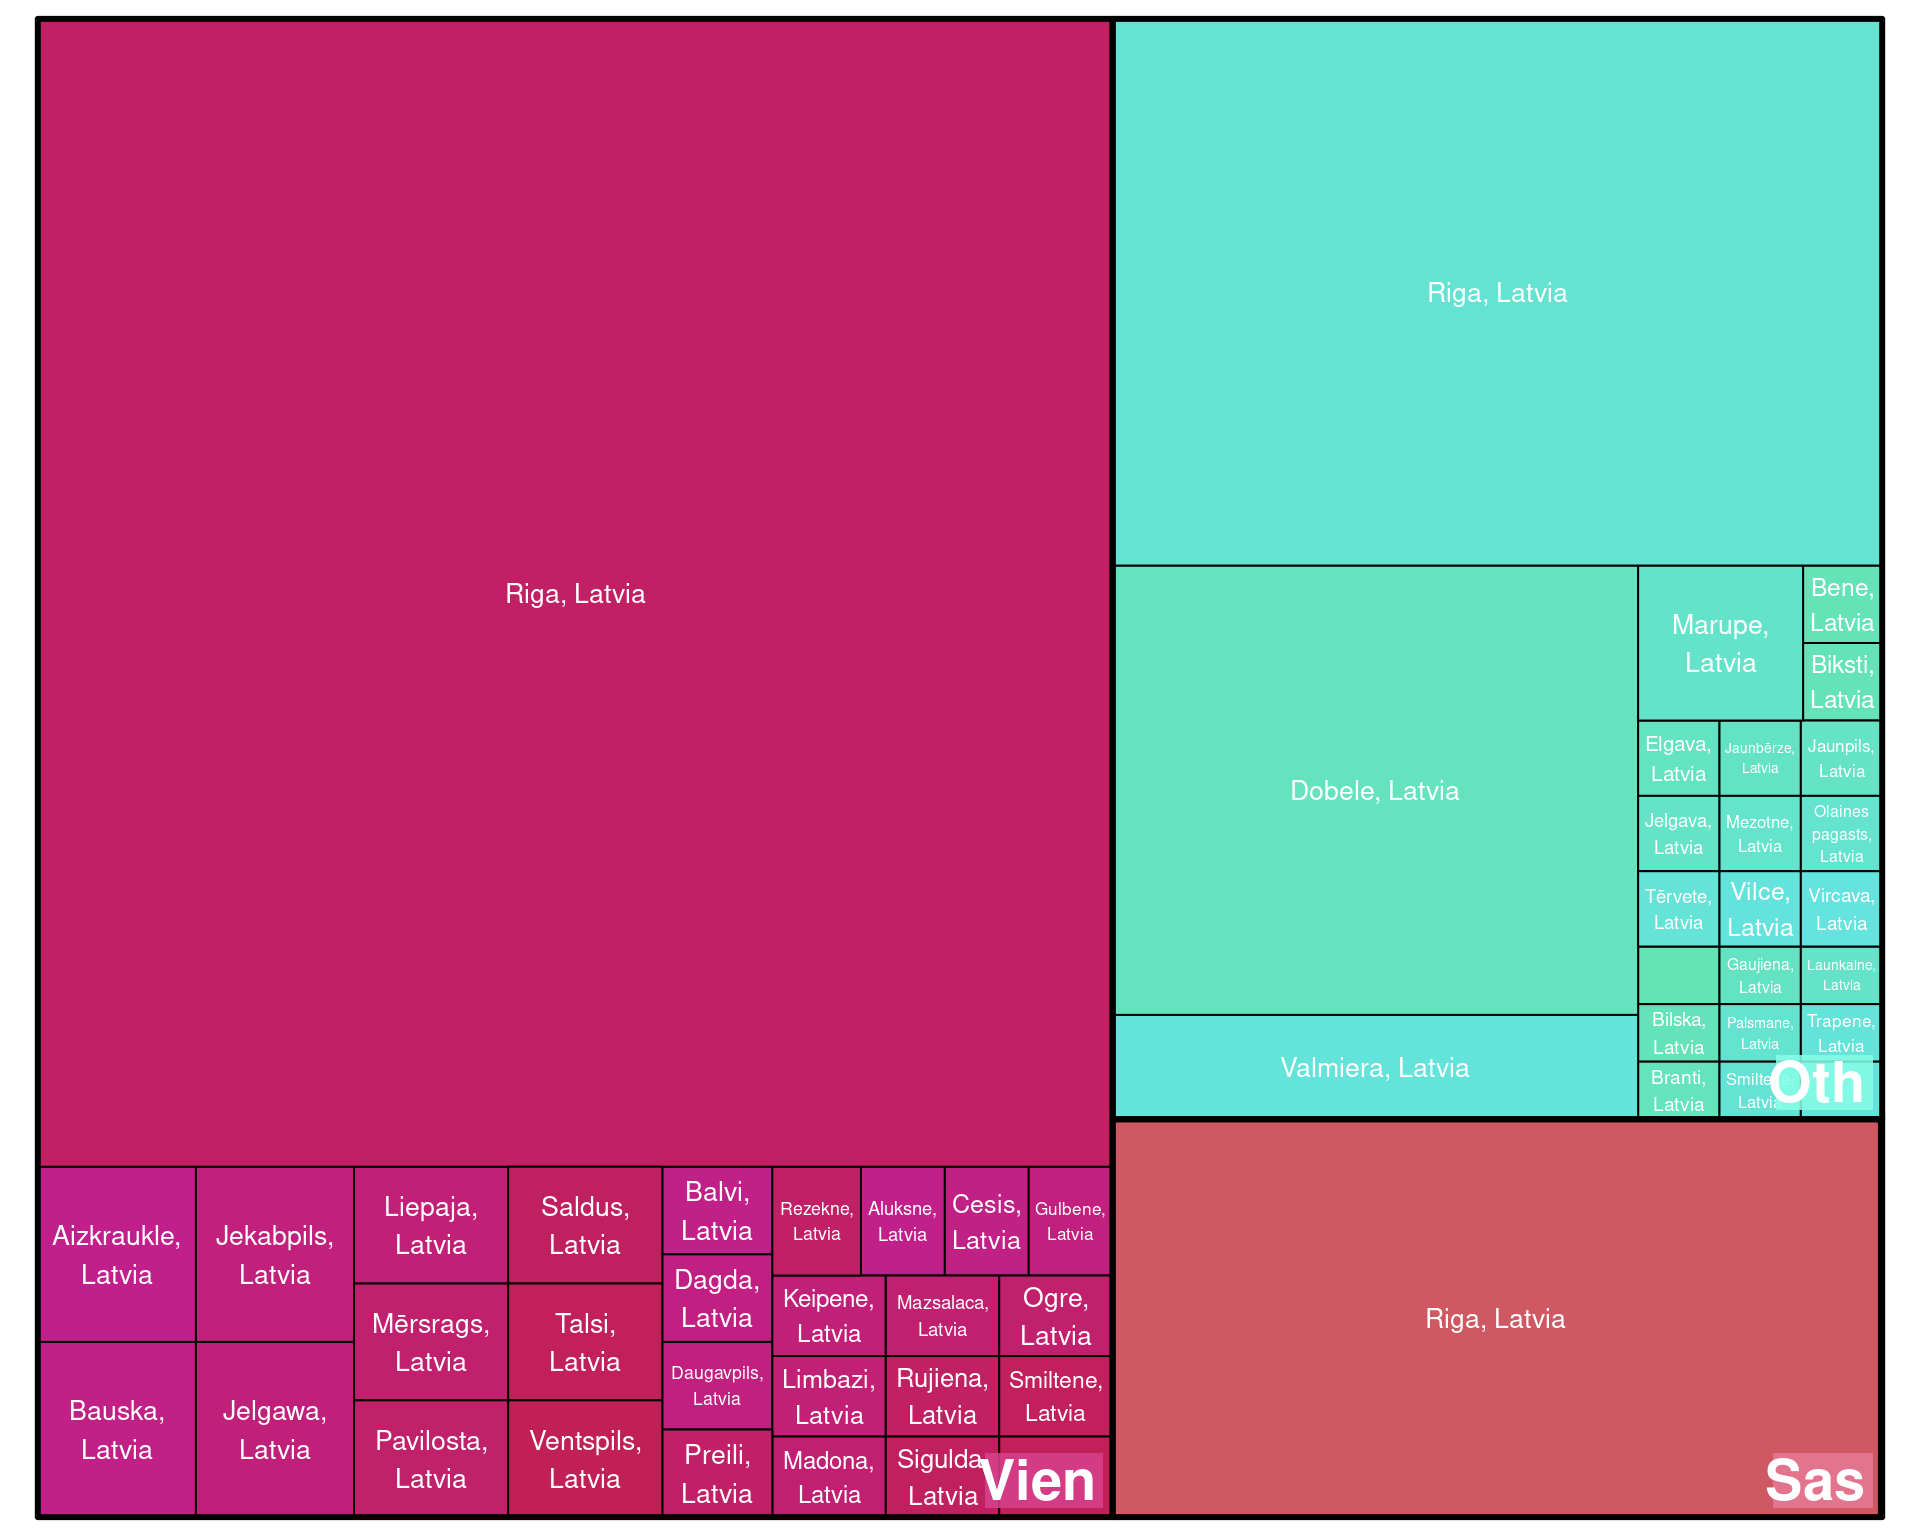 Riga, Latvia
Aizkraukle,
Latvia
Bauska,
Latvia
Jekabpils,
Latvia
Jelgawa,
Latvia
Liepaja,
Latvia
Mērsrags,
Latvia
Pavilosta,
Latvia
Saldus,
Latvia
Talsi,
Latvia
Ventspils,
Latvia
Balvi,
Latvia
Dagda,
Latvia
Daugavpils,
Latvia
Preili,
Latvia
Rezekne,
Latvia
Aluksne,
Latvia
Cesis,
Latvia
Gulbene,
Latvia
Keipene,
Latvia
Mazsalaca,
Latvia
Ogre,
Latvia
Limbazi,
Latvia
Rujiena,
Latvia
Smiltene,
Latvia
Madona,
Latvia
Sigulda
Latvia
Vien
Riga, Latvia
Dobele, Latvia
Valmiera, Latvia
Marupe,
Latvia
Bene,
Latvia
Biksti,
Latvia
Elgava,
Latvia
Jaunbērze,
Latvia
Jaunpils,
Latvia
Jelgava,
Latvia
Mezotne,
Latvia
Olaines
pagasts,
Latvia
Tērvete,
Latvia
Vilce,
Latvia
Vircava,
Latvia
Gaujiena,
Latvia
Launkalne,
Latvia
Bilska,
Latvia
Palsmane,
Latvia
Trapene,
Latvia
Branti,
Latvia
Latvia
Oth
Riga, Latvia
Sas